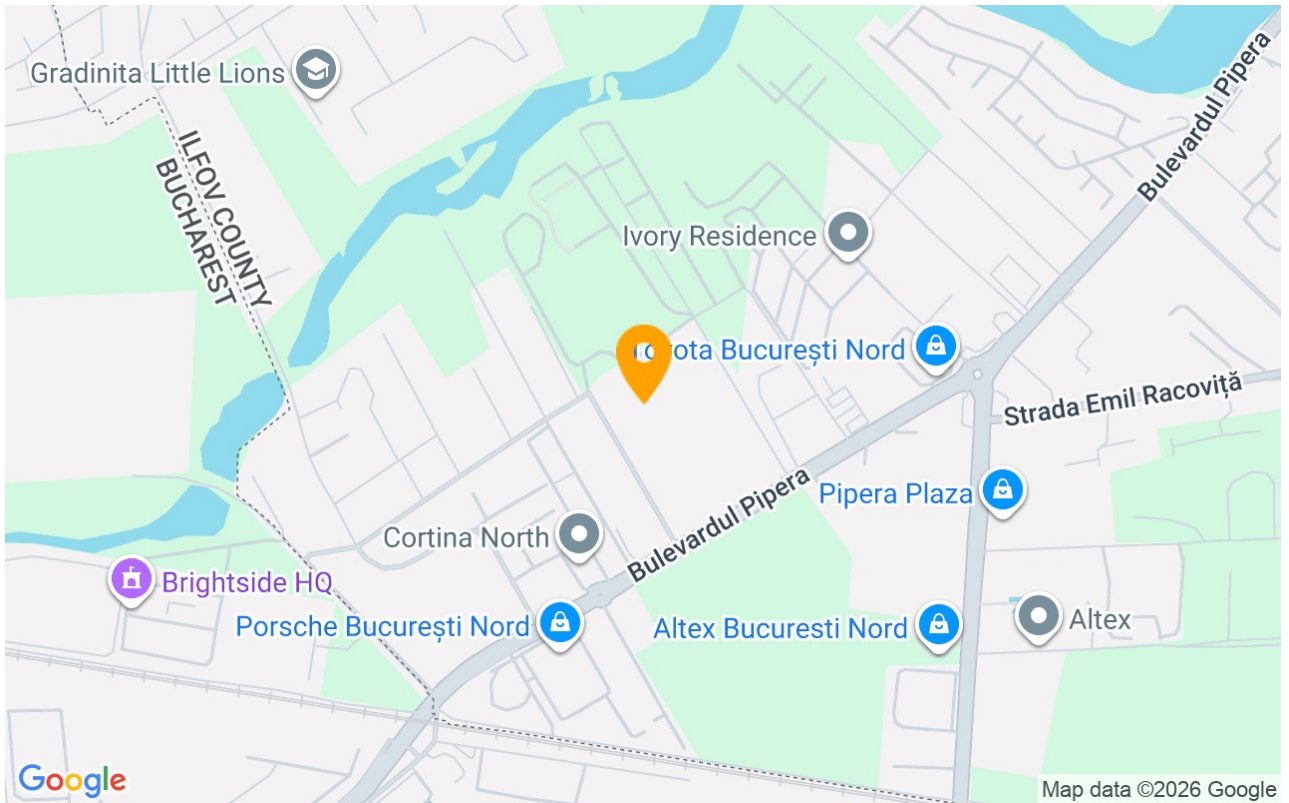 Gradinita Little Lions
Bulevardul Pipera
ILFOV COUNTY
BUCHAREST
Ivory Residence
București Nord
Strada Emil Racoviță
Pipera Plaza
Bulevardul Pipera
Cortina North
Brightside HQ
Porsche București Nord
Altex Bucuresti Nord
Altex
Google
Map data ©2026 Google